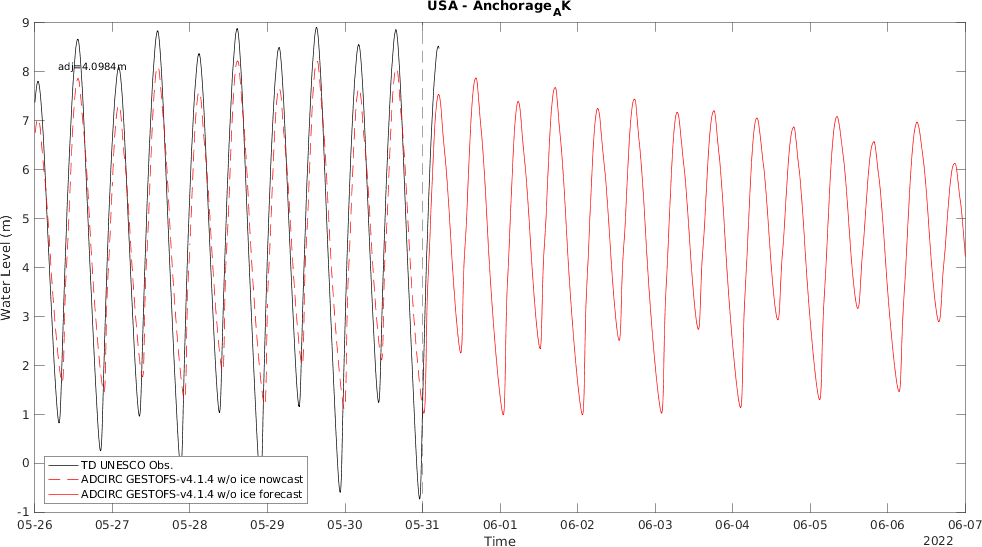 USA - Anchorage_AK
9
8
7
6
5
4
3
2
1
0
-1
Water Level (m)
adj=4.0984m
TD UNESCO Obs.
ADCIRC GESTOFS-v4.1.4 w/o ice nowcast
ADCIRC GESTOFS-v4.1.4 w/o ice forecast
05-26 05-27 05-28 05-29 05-30 05-31 06-01 06-02 06-03 06-04 06-05 06-06 06-07
Time
2022